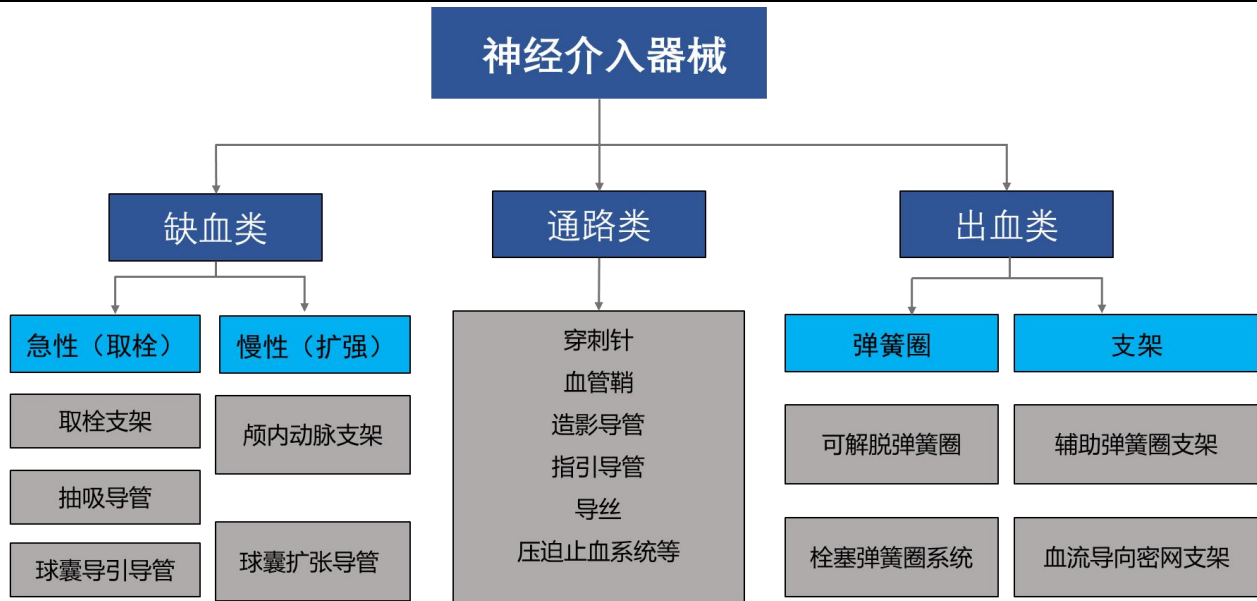 神经介入器械
缺血类
通路类
出血类
急性（取栓）
慢性（扩强）
弹簧圈
支架
取栓支架
抽吸导管
球囊导引导管
颅内动脉支架
球囊扩张导管
穿刺针
血管鞘
造影导管
指引导管
导丝
压迫止血系统等
可解脱弹簧圈
栓塞弹簧圈系统
辅助弹簧圈支架
血流导向密网支架